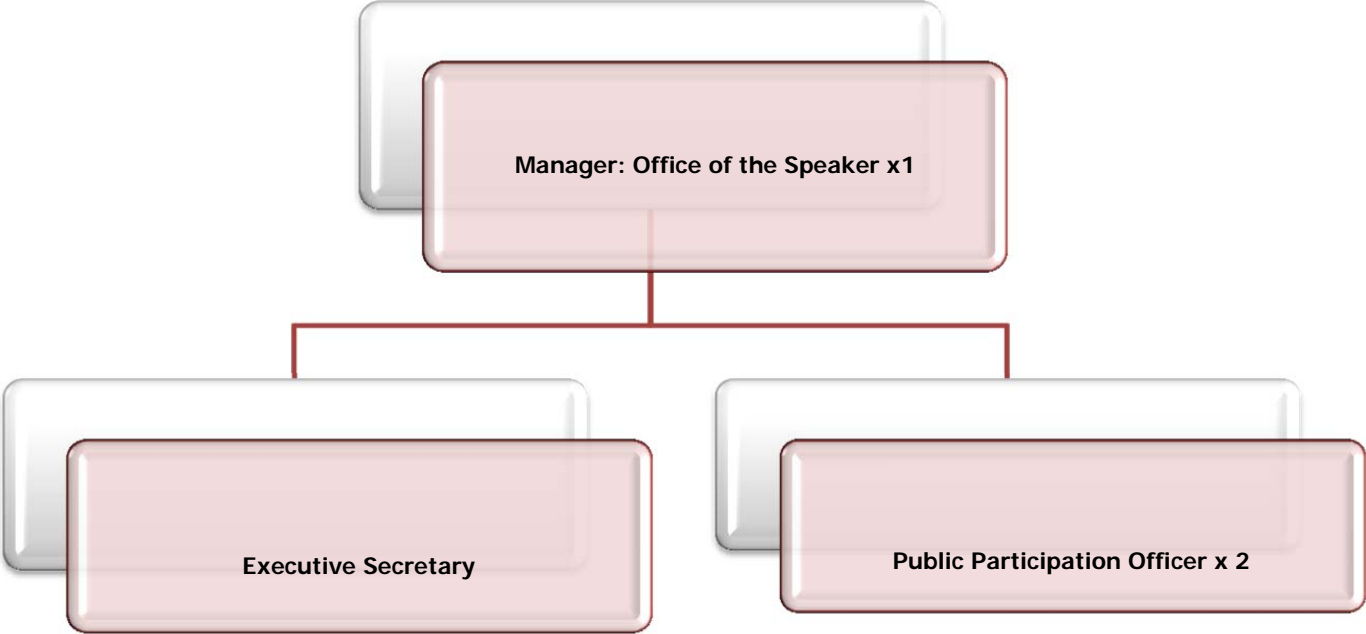 Manager: Office of the Speaker x1
Executive Secretary
Public Participation Officer x 2